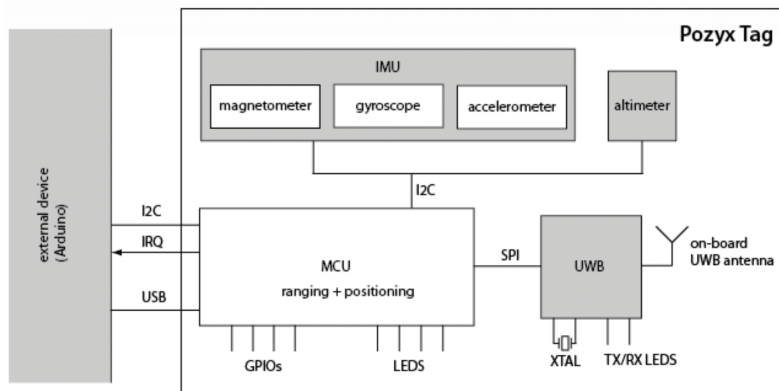 Pozyx Tag
IMU
magnetometer
gyroscope
accelerometer
altimeter
external device
(Arduino)
I2C
I2C
IRQ
USB
MCU
ranging + positioning
SPI
UWB
on-board
UWB antenna
GPIOs
LEDS
XTAL
TX/RX LEDS